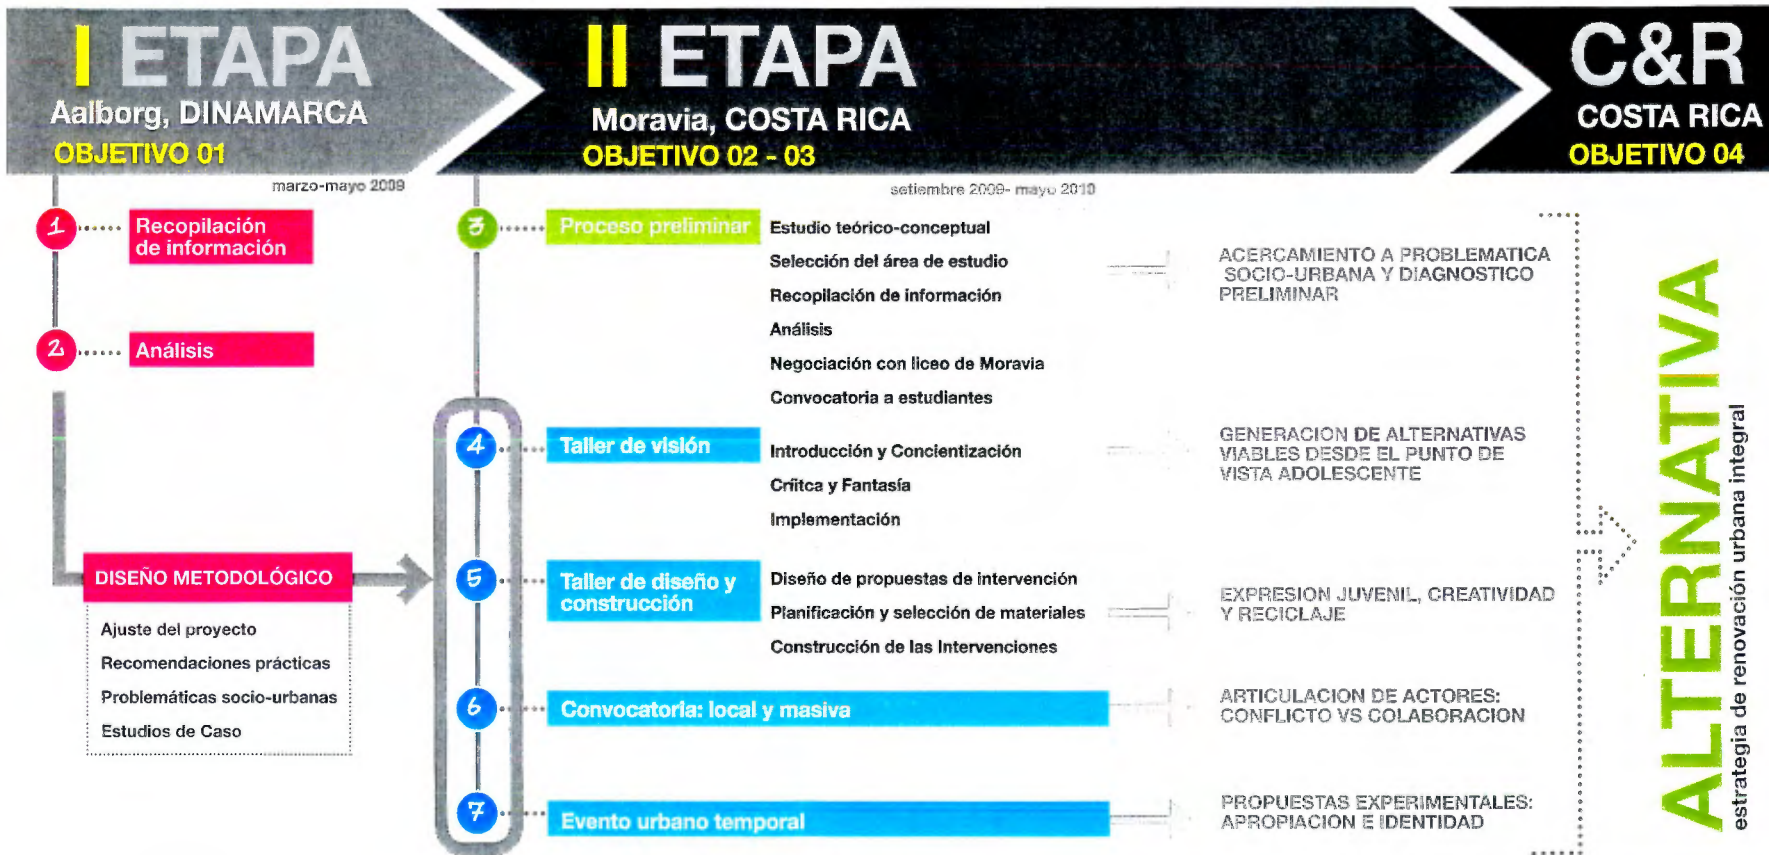 I ETAPA
Aalborg, DINAMARCA
OBJETIVO 01
II ETAPA
Moravia, COSTA RICA
OBJETIVO 02 - 03
C&R
COSTA RICA
OBJETIVO 04
marzo-mayo 2009
setiembre 2009- mayo 2010
1
Recopilación
de información
2
Análisis
DISEÑO METODOLÓGICO
Ajuste del proyecto
Recomendaciones prácticas
Problemáticas socio-urbanas
Estudios de Caso
3
Proceso preliminar
Estudio teórico-conceptual
Selección del área de estudio
Recopilación de información
Análisis
Negociación con liceo de Moravia
Convocatoria a estudiantes
ACERCAMIENTO A PROBLEMATICA
SOCIO-URBANA Y DIAGNOSTICO
PRELIMINAR
4
Taller de visión
Introducción y Concientización
Críitca y Fantasía
Implementación
GENERACION DE ALTERNATIVAS
VIABLES DESDE EL PUNTO DE
VISTA ADOLESCENTE
5
Taller de diseño y
construcción
Diseño de propuestas de intervención
Planificación y selección de materiales
Construcción de las Intervenciones
EXPRESION JUVENIL, CREATIVIDAD
Y RECICLAJE
6
Convocatoria: local y masiva
ARTICULACION DE ACTORES:
CONFLICTO VS COLABORACION
7
Evento urbano temporal
PROPUESTAS EXPERIMENTALES:
APROPIACION E IDENTIDAD
ALTERNATIVA
estrategia de renovación urbana integral